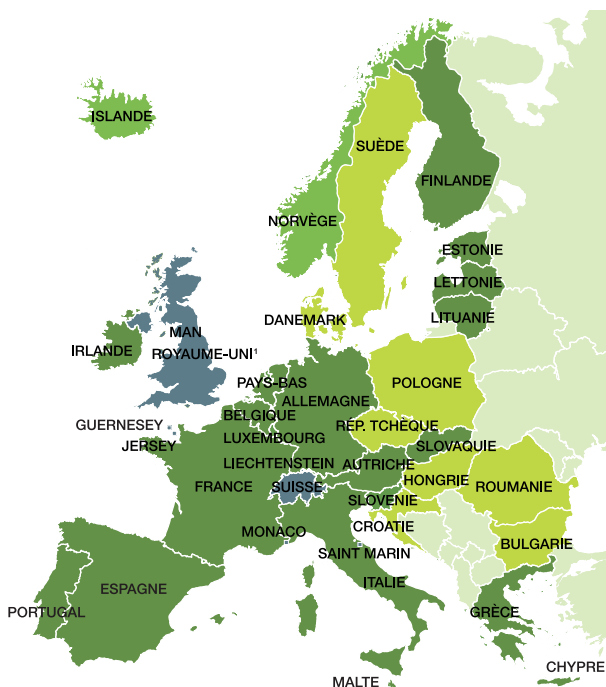 ISLANDE
SUÈDE
FINLANDE
NORVÈGE
ESTONIE
LETTONIE
LITUANIE
DANEMARK
MAN
IRLANDE
ROYAUME-UNI¹
PAYS-BAS
POLOGNE
ALLEMAGNE
BELGIQUE
GUERNESEY
RÉP. TCHÈQUE
LUXEMBOURG
JERSEY
SLOVAQUIE
LIECHTENSTEIN
AUTRICHE
HONGRIE
FRANCE
SUISSE
ROUMANIE
SLOVENIE
CROATIE
MONACO
BULGARIE
SAINT MARIN
ITALIE
ESPAGNE
PORTUGAL
GRÈCE
CHYPRE
MALTE